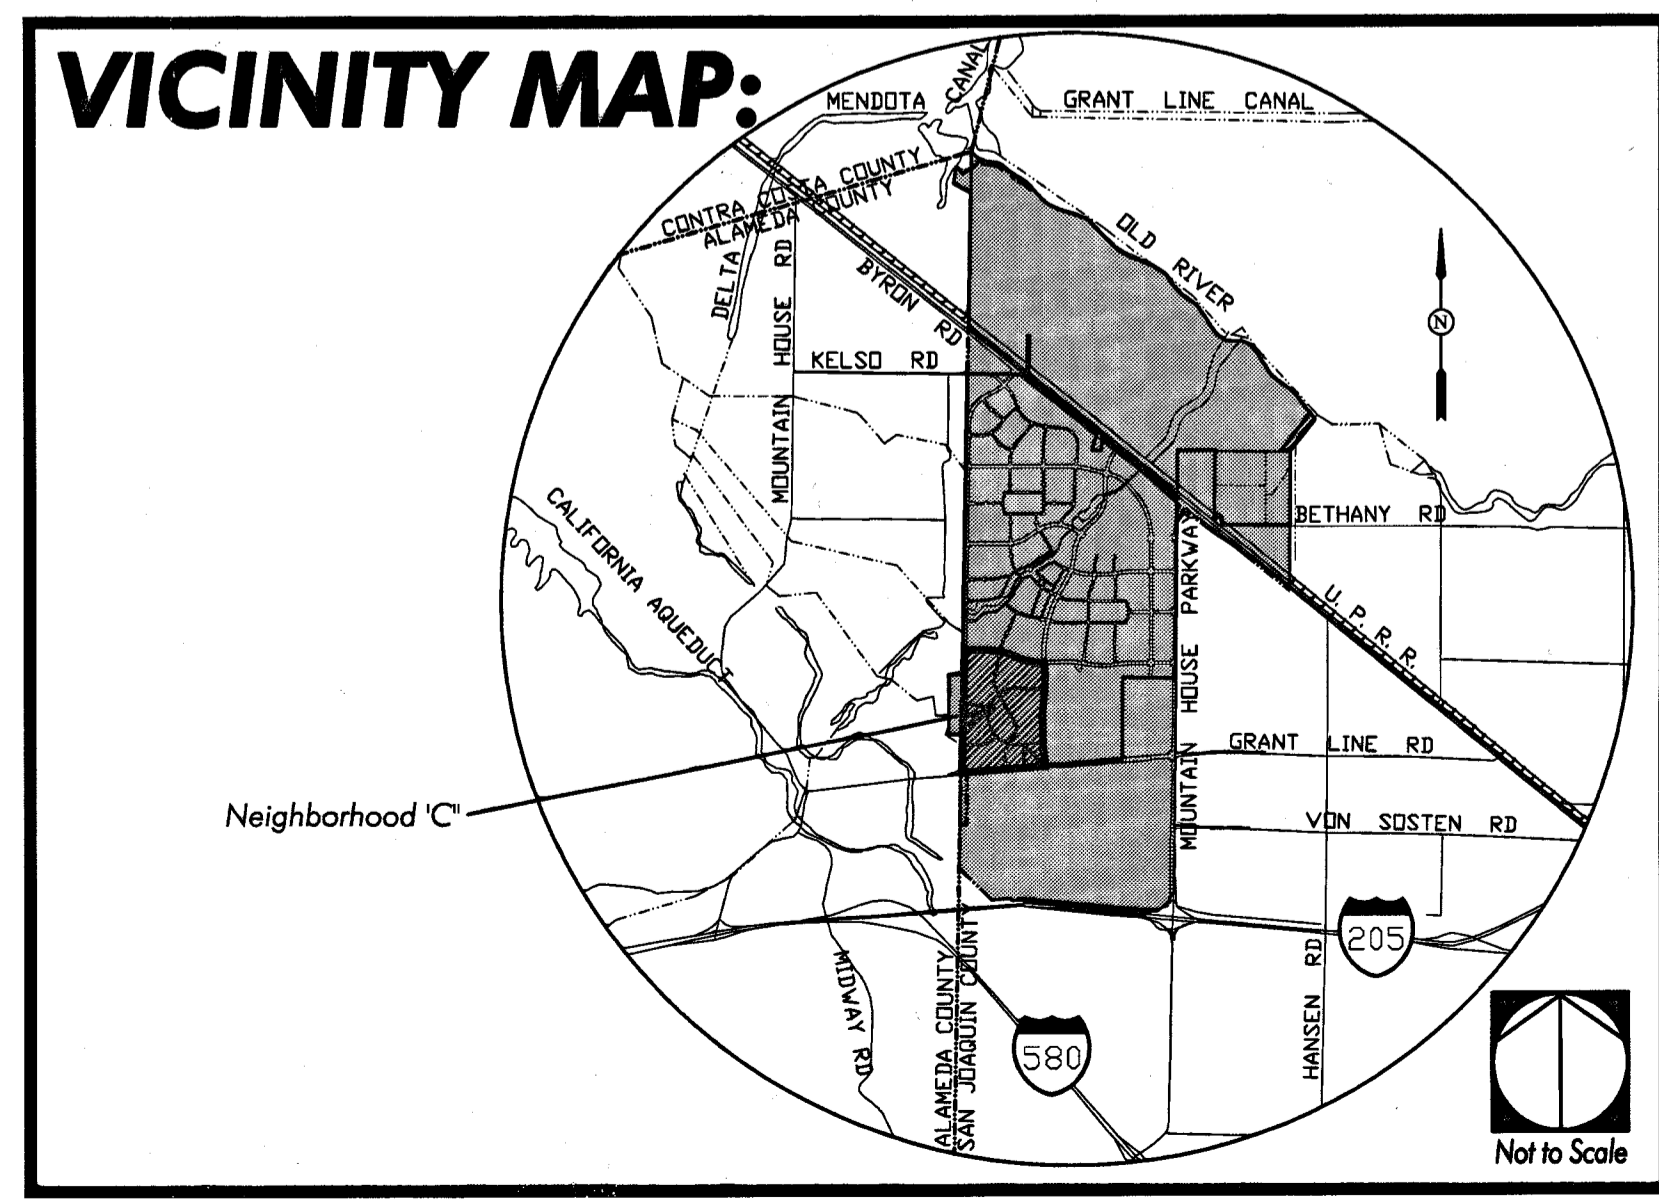 VICINITY MAP:
MENDOTA
CANAL
GRANT LINE CANAL
CONTRA COSTA COUNTY
ALAMEDA COUNTY
DELTA
MOUNTAIN HOUSE RD
BYRON RD
OLD RIVER
N
KELSO RD
CALIFORNIA AQUEDUCT
BETHANY RD
MOUNTAIN HOUSE PARKWAY
U. P. R. R.
GRANT LINE RD
Neighborhood 'C"
VON SOSTEN RD
205
HANSEN RD
MIDWAY RD
ALAMEDA COUNTY
SAN JOAQUIN COUNTY
580
Not to Scale